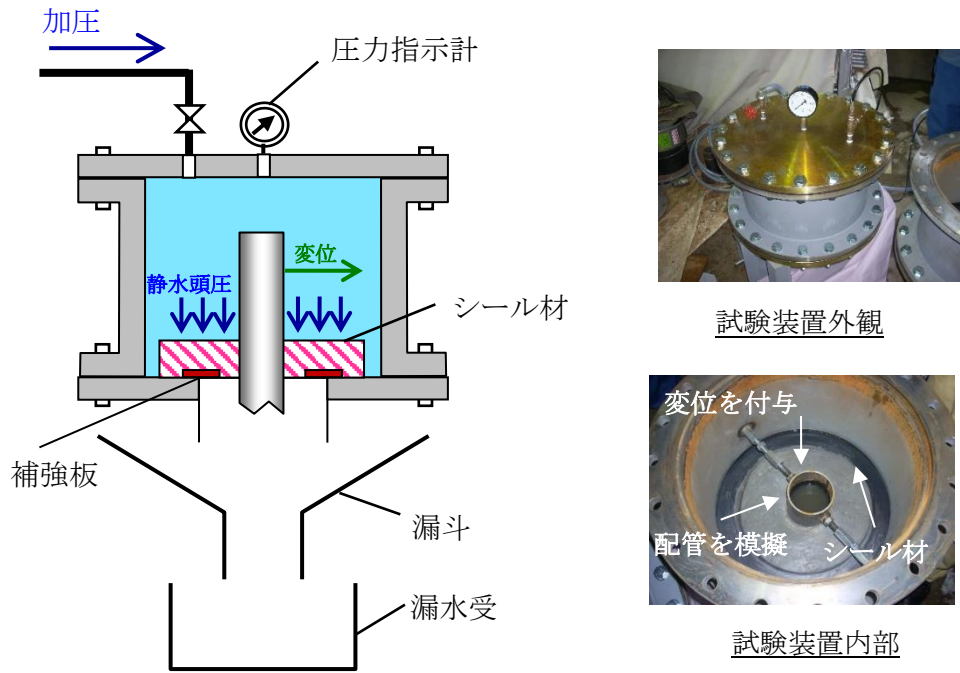 加圧
圧力指示計
変位
静水頭圧
シール材
補強板
漏斗
漏水受
試験装置外観
変位を付与
配管を模擬
シール材
試験装置内部